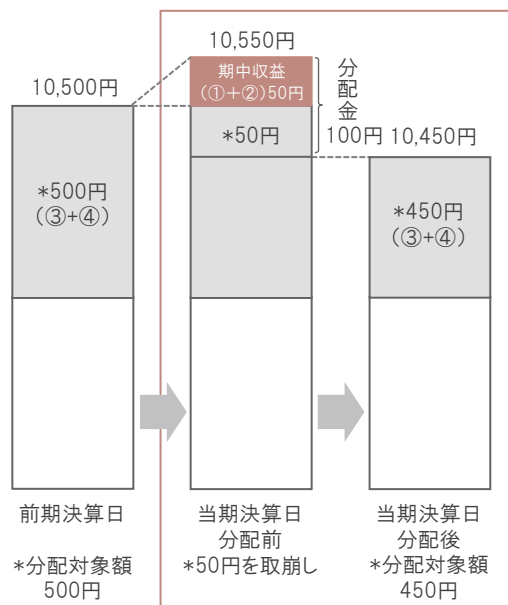 10,500円
*500円
(③+④)
前期決算日
*分配対象額
500円
10,550円
期中収益
(①+②)50円
*50円
分配金
100円
当期決算日
分配前
*50円を取崩し
10,450円
*450円
(③+④)
当期決算日
分配後
*分配対象額
450円